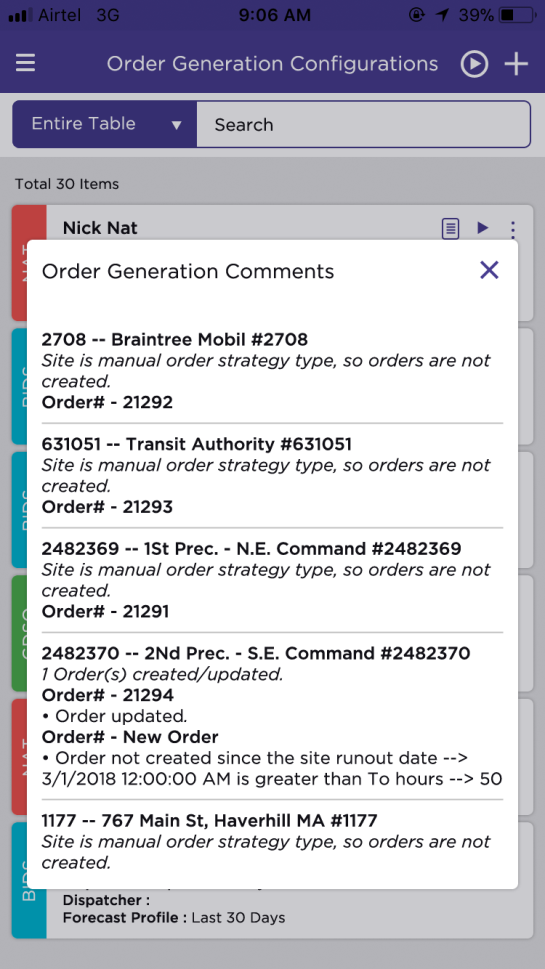 Airtel 3G 9:06 AM 39%
Order Generation Configurations
Entire Table ▼ Search
Total 30 Items
Nick Nat
NAT
Order Generation Comments
2708 -- Braintree Mobil #2708
Site is manual order strategy type, so orders are not
created.
Order# - 21292
631051 -- Transit Authority #631051
Site is manual order strategy type, so orders are not
created.
Order# - 21293
2482369 -- 1St Prec. - N.E. Command #2482369
Site is manual order strategy type, so orders are not
created.
Order# - 21291
2482370 -- 2Nd Prec. - S.E. Command #2482370
1 Order(s) created/updated.
Order# - 21294
• Order updated.
Order# - New Order
• Order not created since the site runout date -->
3/1/2018 12:00:00 AM is greater than To hours --> 50
1177 -- 767 Main St, Haverhill MA #1177
Site is manual order strategy type, so orders are not
created.
BIDS
Dispatcher :
Forecast Profile : Last 30 Days